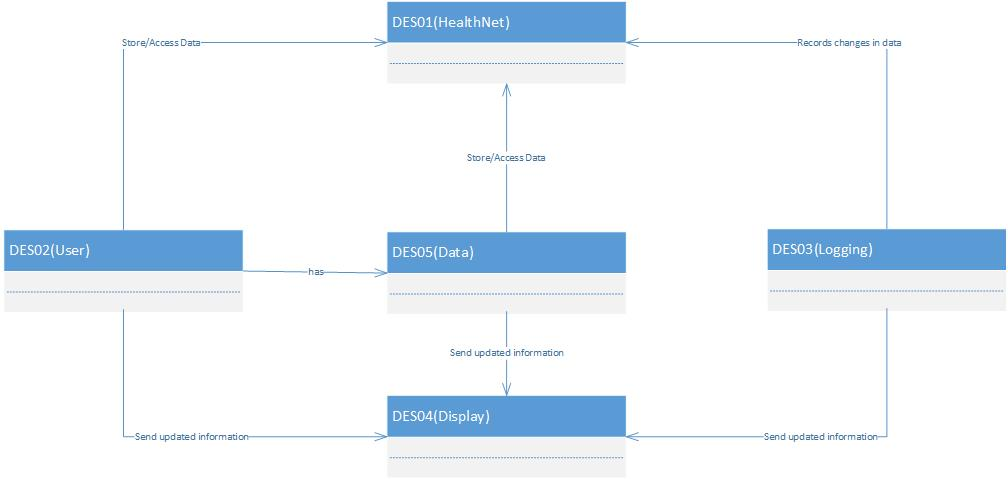 DES01(HealthNet)
Store/Access Data
Records changes in data
Store/Access Data
DES02(User)
DES05(Data)
DES03(Logging)
has
Send updated information
DES04(Display)
Send updated information
Send updated information